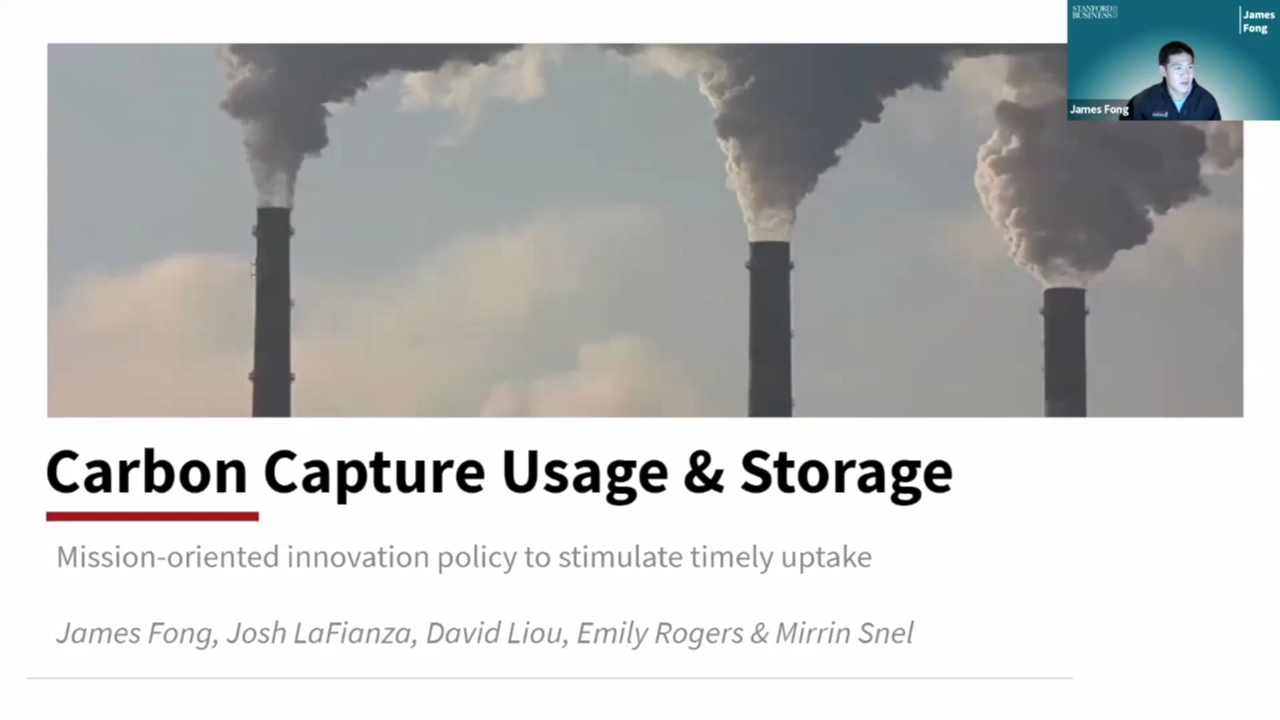 STANFORD
BUSINESS
James
Fong
James Fong
Carbon Capture Usage & Storage
Mission-oriented innovation policy to stimulate timely uptake
James Fong, Josh LaFianza, David Liou, Emily Rogers & Mirrin Snel